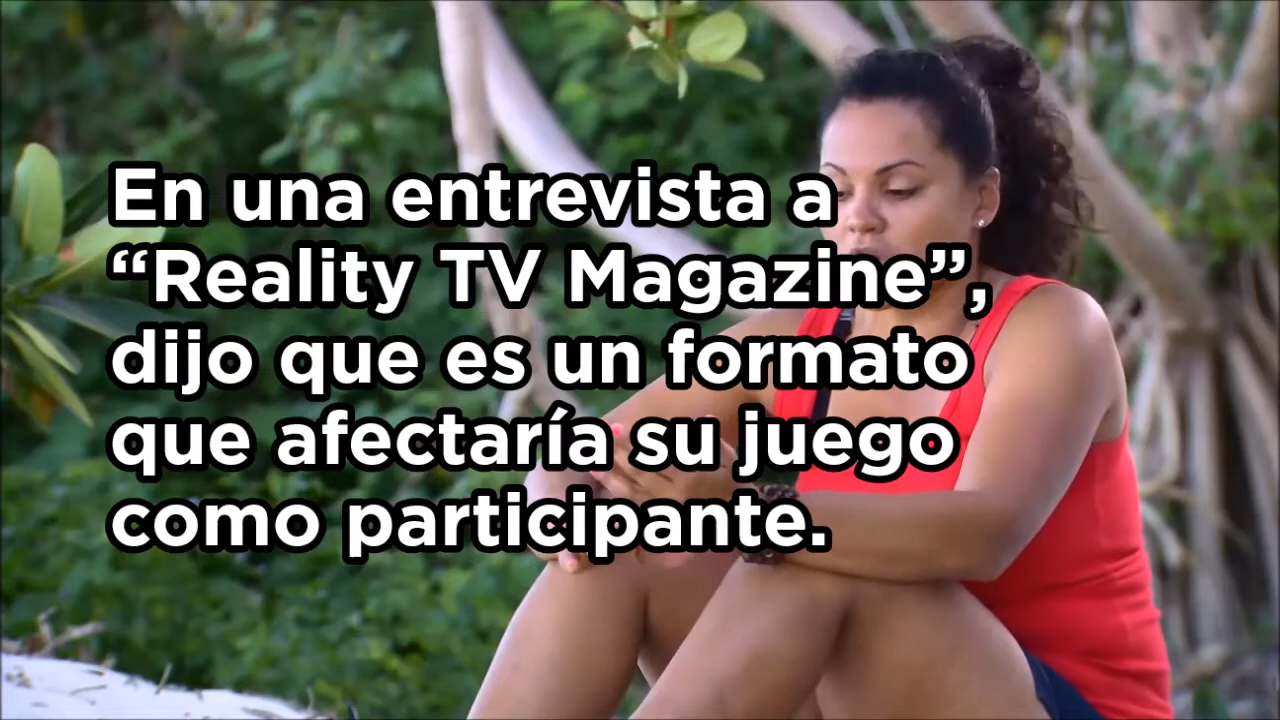 En una entrevista a
“Reality TV Magazine”,
dijo que es un formato
que afectaría su juego
como participante.